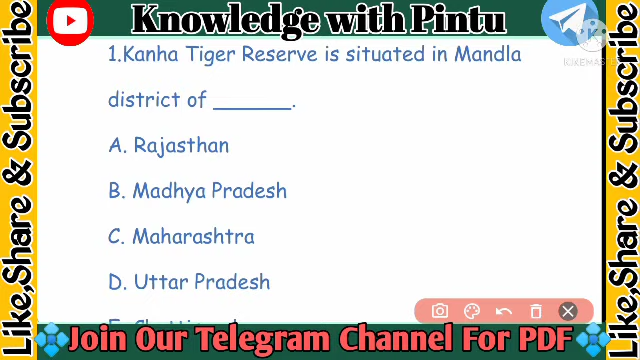 Knowledge with Pintu
1.Kanha Tiger Reserve is situated in Mandla
district of ______.
A. Rajasthan
B. Madhya Pradesh
C. Maharashtra
D. Uttar Pradesh
Like,Share & Subscribe
Like,Share & Subscribe
Join Our Telegram Channel For PDF